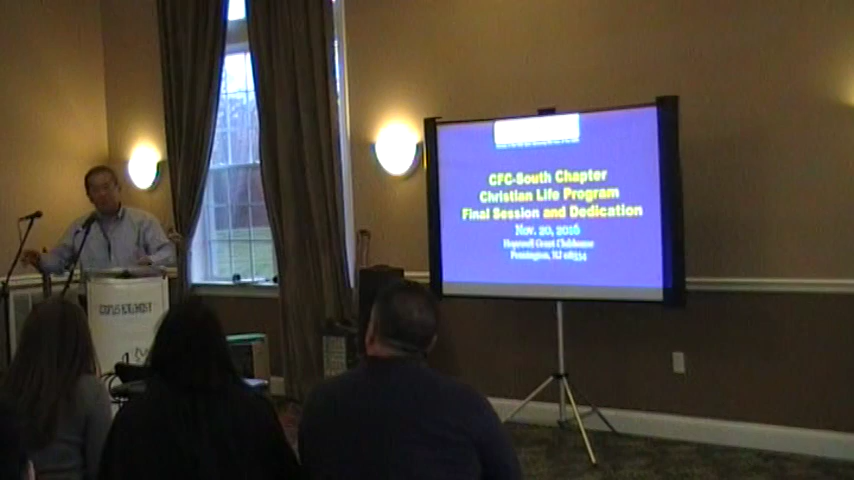 CFC-South Chapter
Christian Life Program
Final Session and Dedication
Nov. 20, 2016
Hopewell Grant Clubhouse
Pennington, NJ 08534